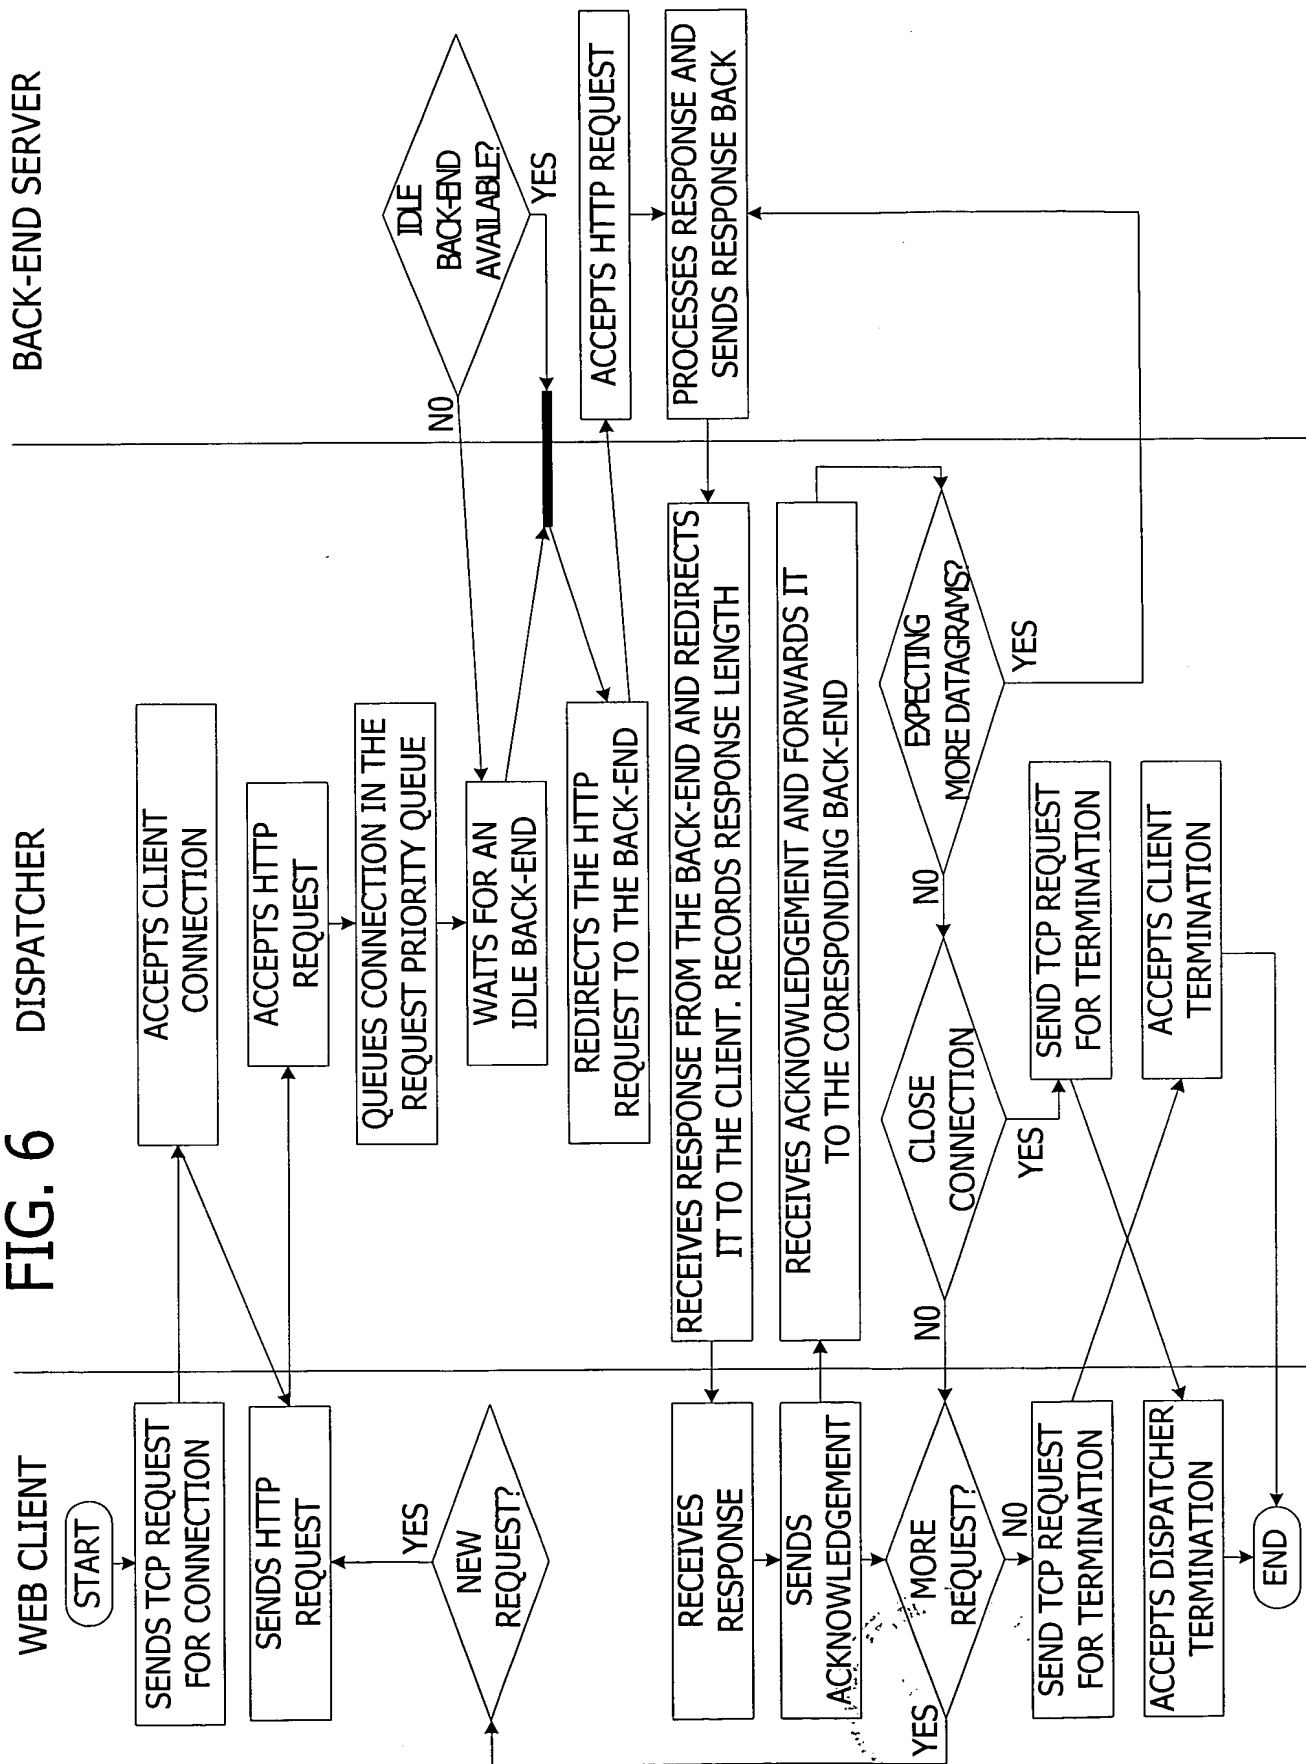 FIG. 6
WEB CLIENT
DISPATCHER
BACK-END SERVER
START
SENDS TCP REQUEST
FOR CONNECTION
ACCEPTS CLIENT
CONNECTION
SENDS HTTP
REQUEST
ACCEPTS HTTP
REQUEST
QUEUES CONNECTION IN THE
REQUEST PRIORITY QUEUE
YES
NEW
REQUEST?
WAITS FOR AN
IDLE BACK-END
NO
IDLE
BACK-END
AVAILABLE?
YES
REDIRECTS THE HTTP
REQUEST TO THE BACK-END
ACCEPTS HTTP REQUEST
PROCESSES RESPONSE AND
SENDS RESPONSE BACK
RECEIVES RESPONSE FROM THE BACK-END AND REDIRECTS
IT TO THE CLIENT. RECORDS RESPONSE LENGTH
RECEIVES
RESPONSE
SENDS
ACKNOWLEDGEMENT
RECEIVES ACKNOWLEDGEMENT AND FORWARDS IT
TO THE CORESPONDING BACK-END
EXPECTING
MORE DATAGRAMS?
YES
NO
CLOSE
CONNECTION
YES
NO
MORE
REQUEST?
YES
NO
SEND TCP REQUEST
FOR TERMINATION
SEND TCP REQUEST
FOR TERMINATION
ACCEPTS DISPATCHER
TERMINATION
ACCEPTS CLIENT
TERMINATION
END